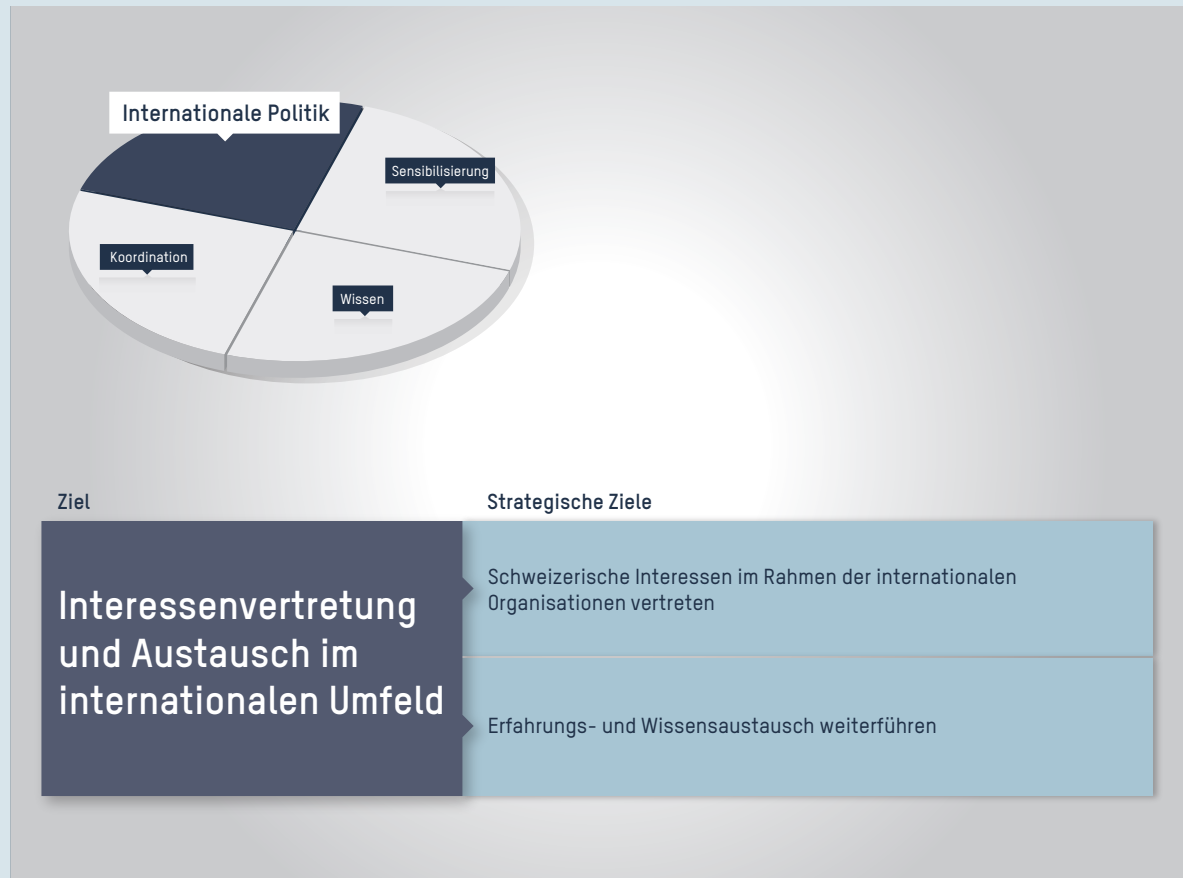 Internationale Politik
Sensibilisierung
Koordination
Wissen
Ziel
Strategische Ziele
Interessenvertretung
und Austausch im
internationalen Umfeld
Schweizerische Interessen im Rahmen der internationalen
Organisationen vertreten
Erfahrungs- und Wissensaustausch weiterführen